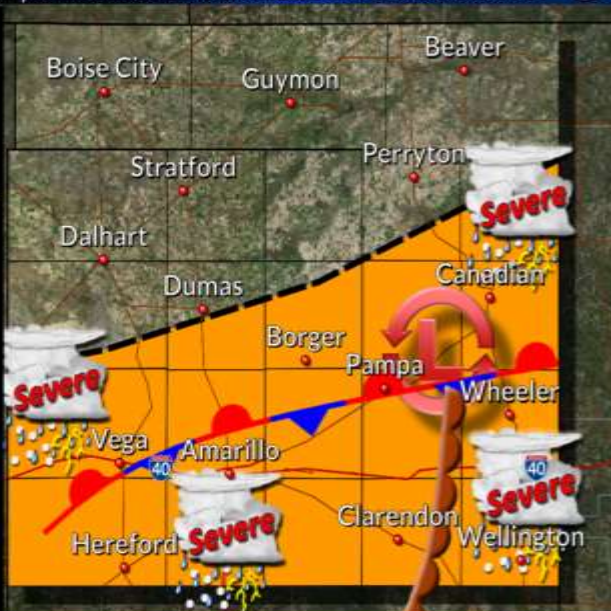 Beaver
Boise City
Guymon
Perryton
Stratford
Severe
Dalhart
Canadian
Dumas
Borger
L
Pampa
Severe
Wheeler
Vega
40
Amarillo
40
Severe
Clarendon
Severe
Hereford
Wellington